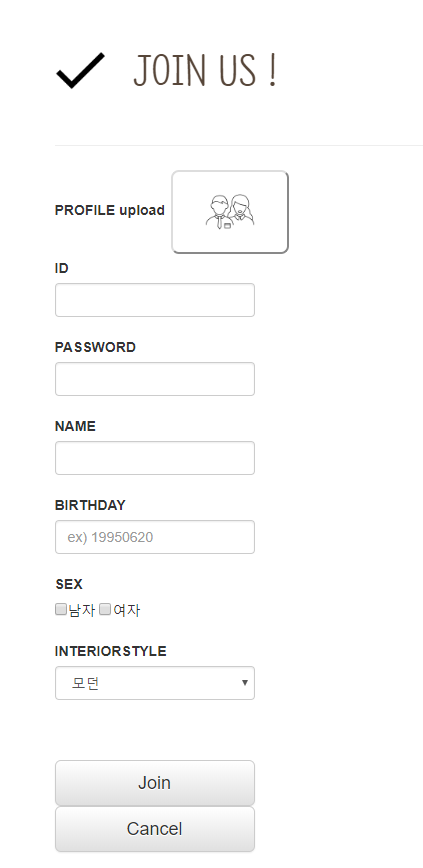 JOIN US !
PROFILE upload
ID
PASSWORD
NAME
BIRTHDAY
ex) 19950620
SEX
남자 여자
INTERIORSTYLE
모던
Join
Cancel